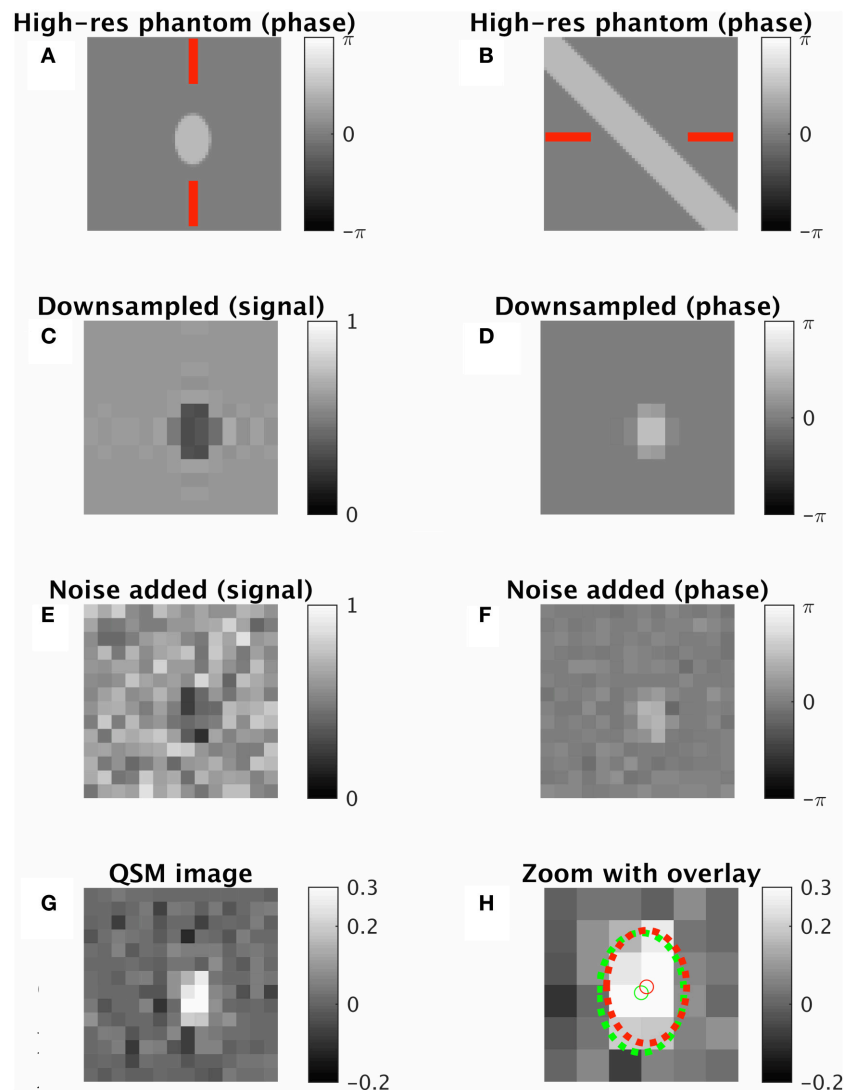 High-res phantom (phase)
A
π
0
-π
High-res phantom (phase)
B
π
0
-π
Downsampled (signal)
C
1
0
Downsampled (phase)
D
π
0
-π
Noise added (signal)
E
1
0
Noise added (phase)
F
π
0
-π
QSM image
G
0.3
0.2
0
-0.2
Zoom with overlay
H
0.3
0.2
0
-0.2